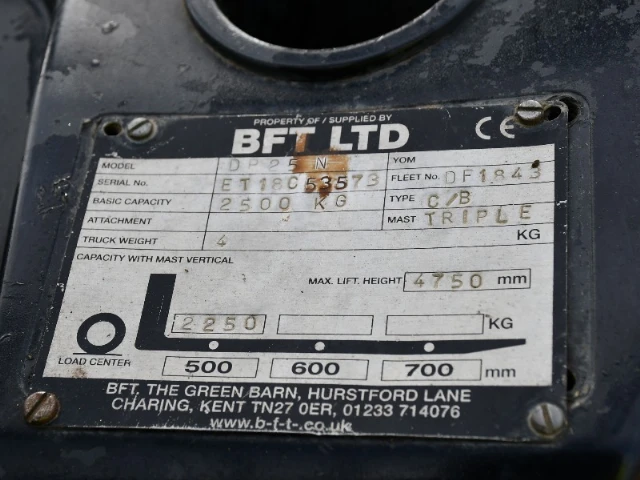 PROPERTY OF / SUPPLIED BY
BFT LTD
CE
MODEL DP25N YOM
SERIAL No. ET18C53573 FLEET No. DF1843
BASIC CAPACITY 2500 KG TYPE C/B
ATTACHMENT MAST TRIPLE
TRUCK WEIGHT 4 KG
CAPACITY WITH MAST VERTICAL
MAX. LIFT. HEIGHT 4750 mm
2250 KG
LOAD CENTER 500 600 700 mm
BFT, THE GREEN BARN, HURSTFORD LANE
CHARING, KENT TN27 0ER, 01233 714076
www.b-f-t-.co.uk